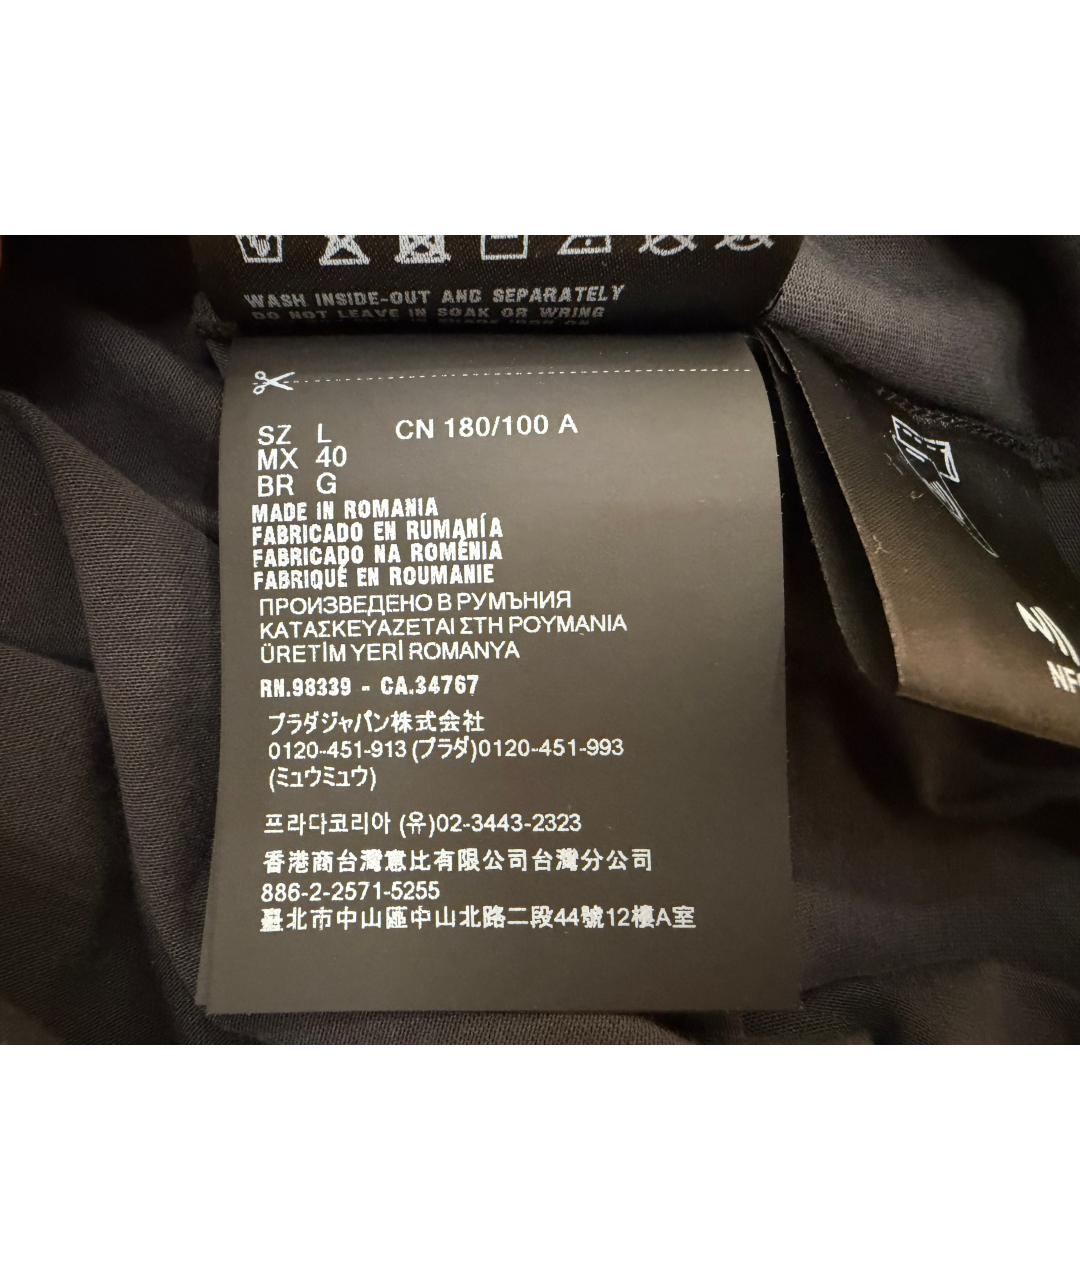 WASH INSIDE-OUT AND SEPARATELY
DO NOT LEAVE IN SOAK OR WRING
SZ L CN 180/100 A
MX 40
BR G
MADE IN ROMANIA
FABRICADO EN RUMANÍA
FABRICADO NA ROMÉNIA
FABRIQUÉ EN ROUMANIE
ПРОИЗВЕДЕНО В РУМЪНИЯ
ΚΑΤΑΣΚΕΥΑΖΕΤΑΙ ΣΤΗ ΡΟΥΜΑΝΙΑ
ÜRETİM YERİ ROMANYA
RN.98339 - CA.34767
プラダジャパン株式会社
0120-451-913 (プラダ)0120-451-993
(ミュウミュウ)
프라다코리아 (유)02-3443-2323
香港商台灣意比有限公司台灣分公司
886-2-2571-5255
臺北市中山區中山北路二段44號12樓A室